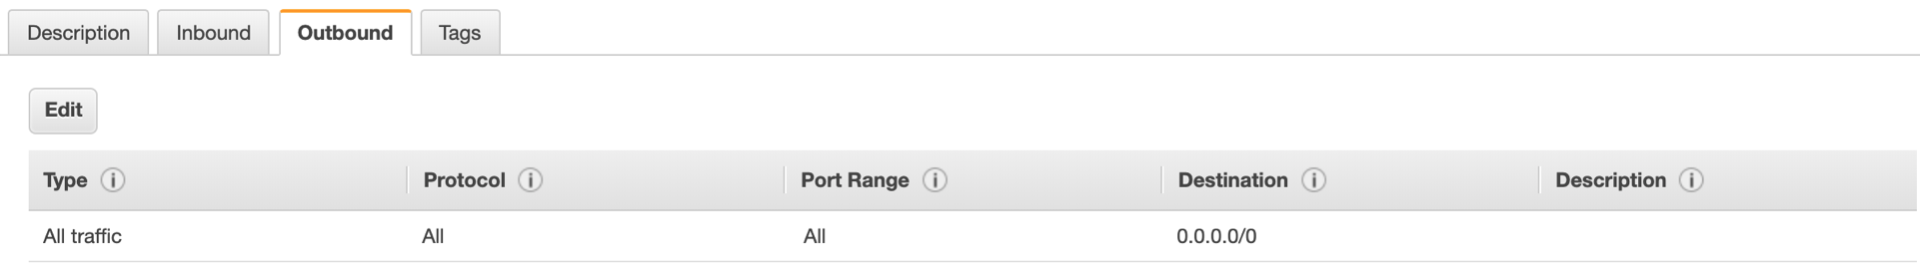 Description Inbound Outbound Tags
Edit
Type Protocol Port Range Destination Description
All traffic All All 0.0.0.0/0